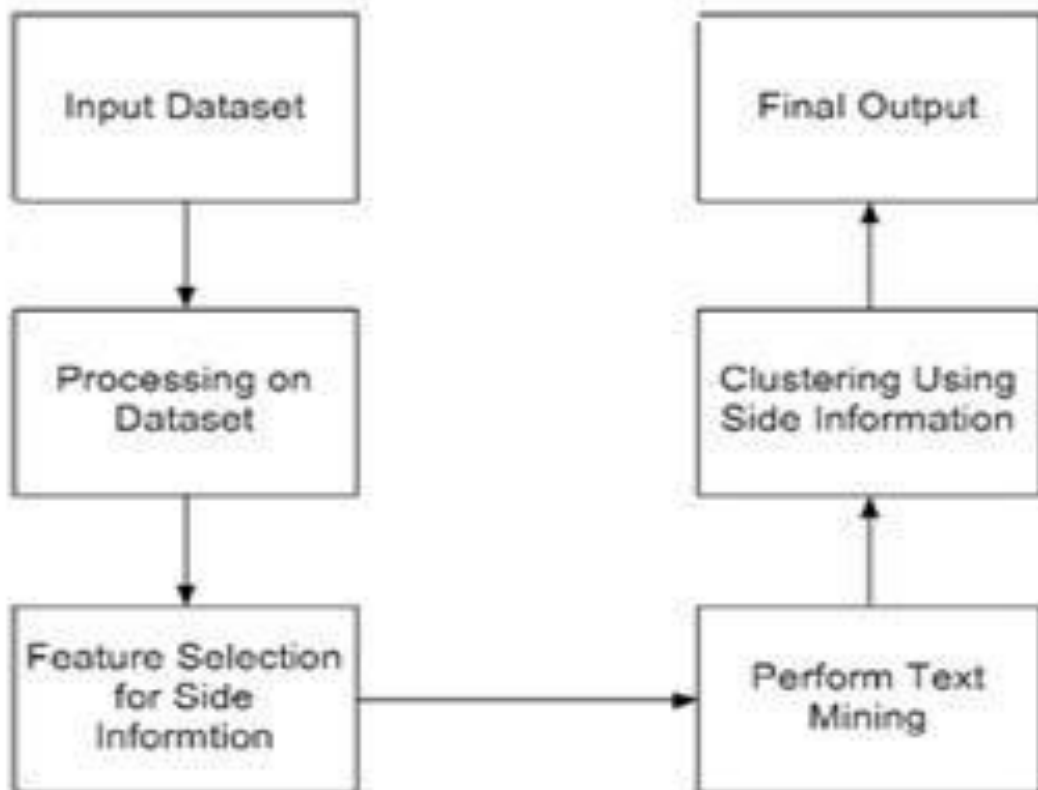 Input Dataset
Processing on
Dataset
Feature Selection
for Side
Informtion
Perform Text
Mining
Clustering Using
Side Information
Final Output